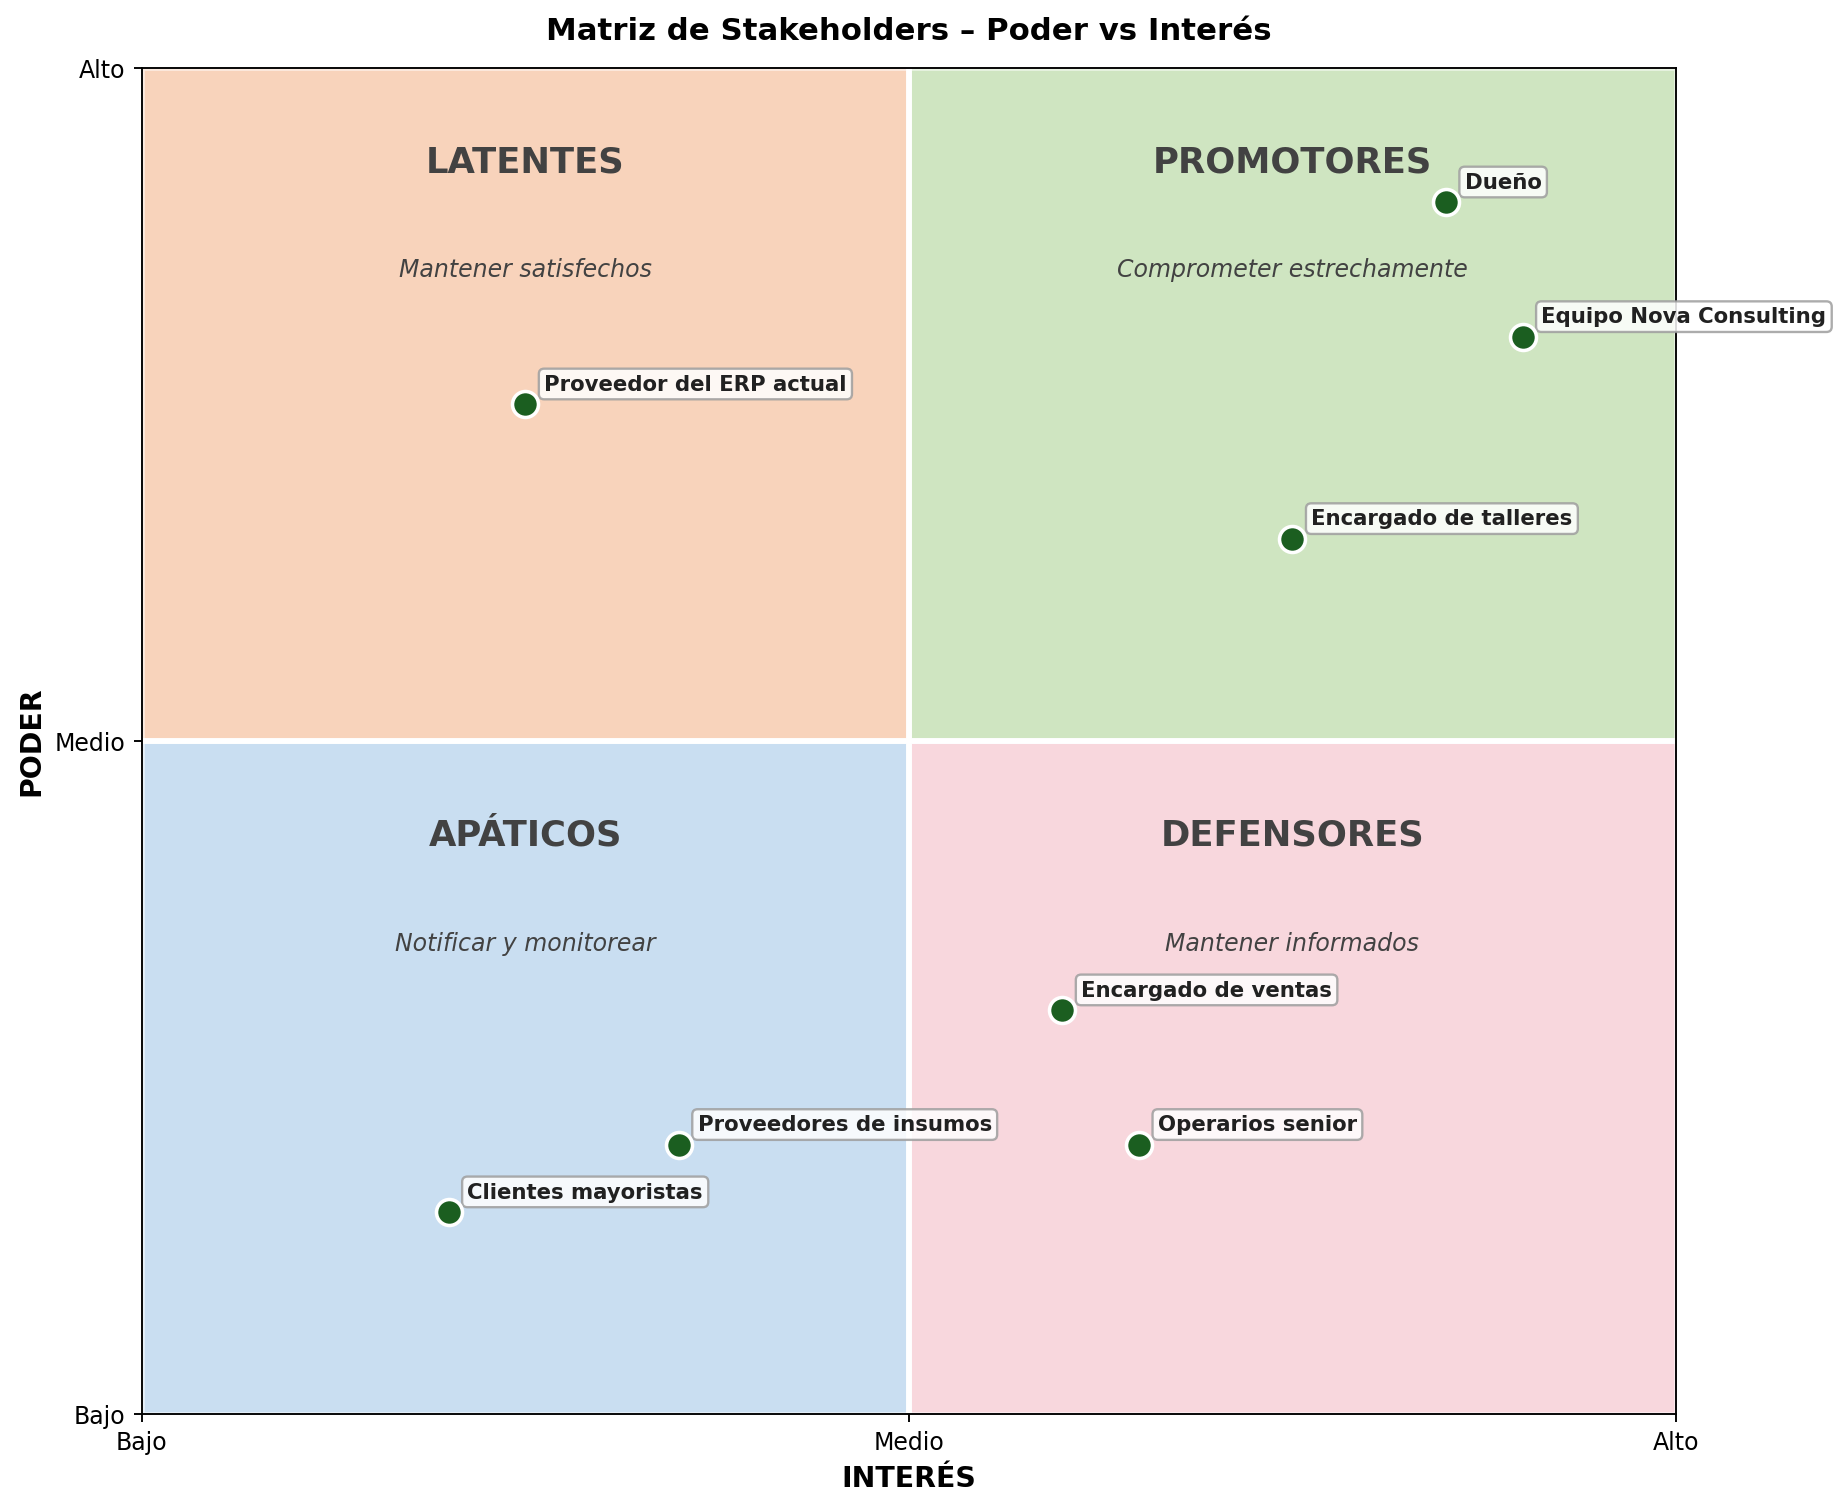 Matriz de Stakeholders – Poder vs Interés
Alto
LATENTES
PROMOTORES
Dueño
Mantener satisfechos
Comprometer estrechamente
Equipo Nova Consulting
Proveedor del ERP actual
Encargado de talleres
PODER
Medio
APÁTICOS
DEFENSORES
Notificar y monitorear
Mantener informados
Encargado de ventas
Proveedores de insumos
Operarios senior
Clientes mayoristas
Bajo
Bajo
Medio
Alto
INTERÉS